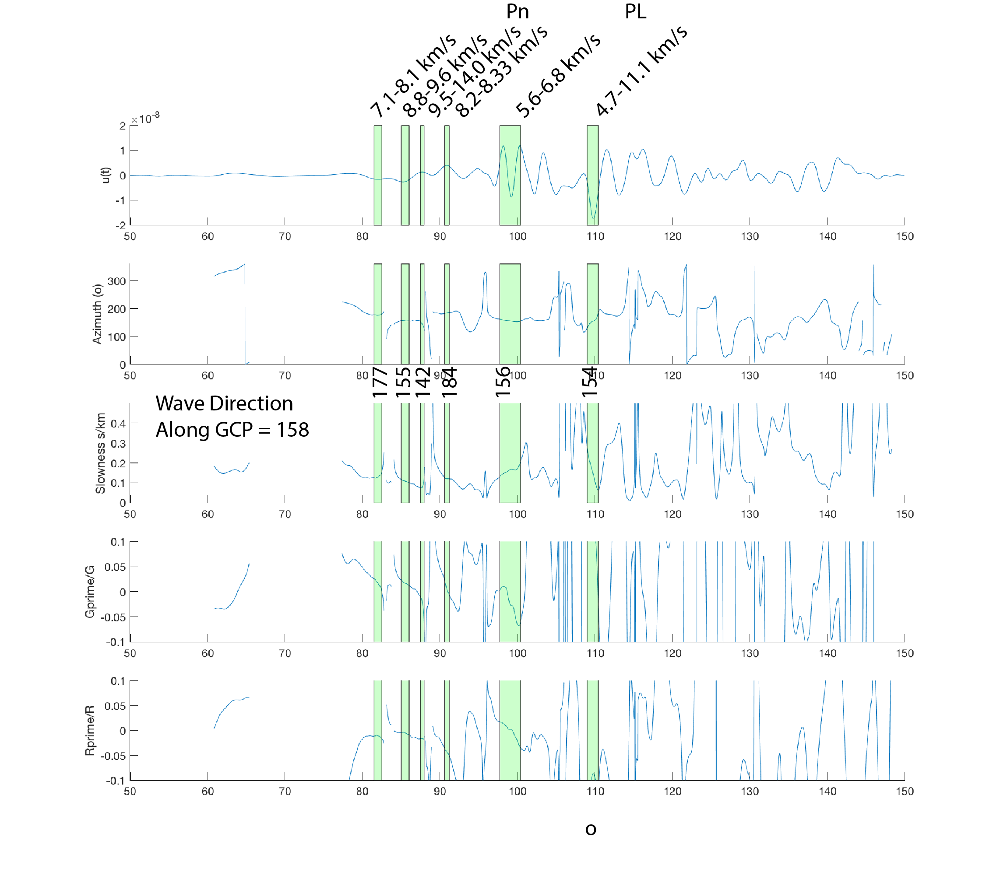 Pn PL
7.1-8.1 km/s
8.8-9.6 km/s
9.5-14.0 km/s
8.2-8.33 km/s
5.6-6.8 km/s
4.7-11.1 km/s
×10-8
2
1
0
-1
-2
u(t)
50 60 70 80 90 100 110 120 130 140 150
300
200
100
0
Azimuth (o)
50 60 70 80 90 100 110 120 130 140 150
177 155 142 184 156 154
Wave Direction
Along GCP = 158
0.4
0.3
0.2
0.1
0
Slowness s/km
50 60 70 80 90 100 110 120 130 140 150
0.1
0.05
0
-0.05
-0.1
Gprime/G
50 60 70 80 90 100 110 120 130 140 150
0.1
0.05
0
-0.05
-0.1
Rprime/R
50 60 70 80 90 100 110 120 130 140 150
o